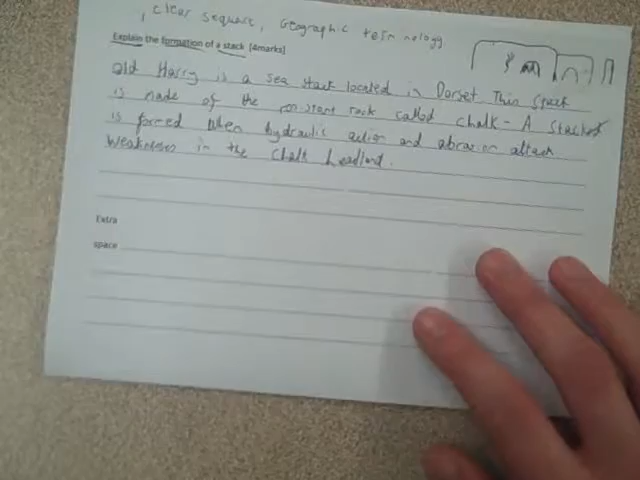 , clear sequence, Geographic terminology
Explain the formation of a stack (4marks)
Old Harry is a sea stack located in Dorset. This stack
is made of the resistant rock called chalk - A stack
is formed when hydraulic action and abrasion attack
weaknesses in the chalk headland.
Extra
space